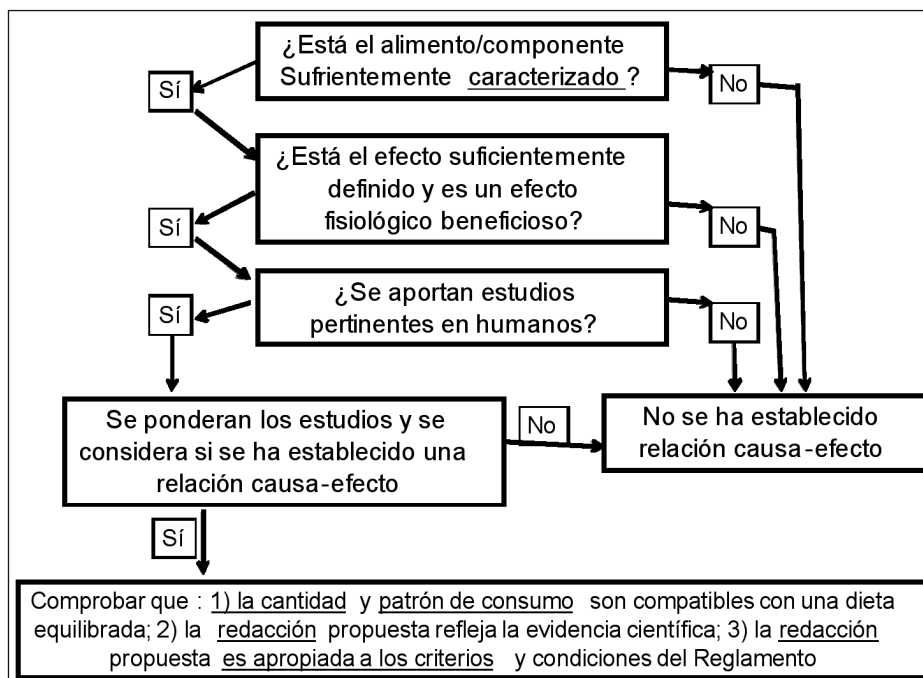 ¿Está el alimento/componente
Sufrientemente caracterizado ?
Sí
No
¿Está el efecto suficientemente
definido y es un efecto
fisiológico beneficioso?
Sí
No
¿Se aportan estudios
pertinentes en humanos?
Sí
No
Se ponderan los estudios y se
considera si se ha establecido una
relación causa-efecto
No
No se ha establecido
relación causa-efecto
Sí
Comprobar que : 1) la cantidad y patrón de consumo son compatibles con una dieta
equilibrada; 2) la redacción propuesta refleja la evidencia científica; 3) la redacción
propuesta es apropiada a los criterios y condiciones del Reglamento